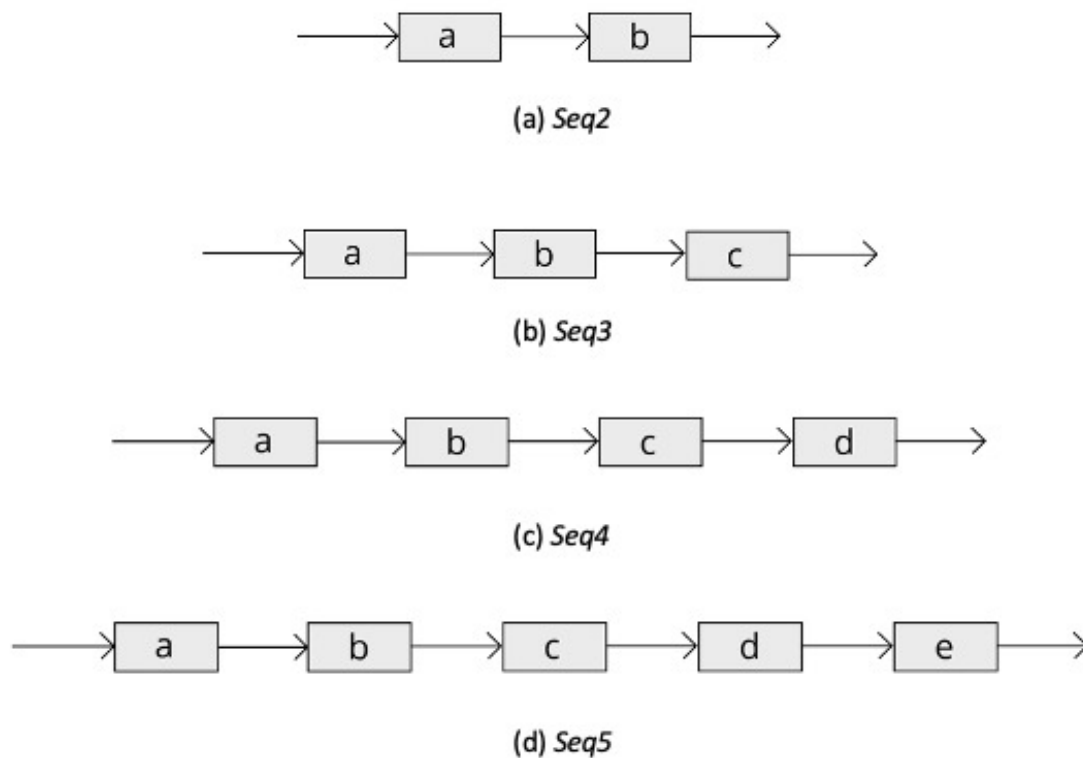 a b
(a) Seq2
a b c
(b) Seq3
a b c d
(c) Seq4
a b c d e
(d) Seq5